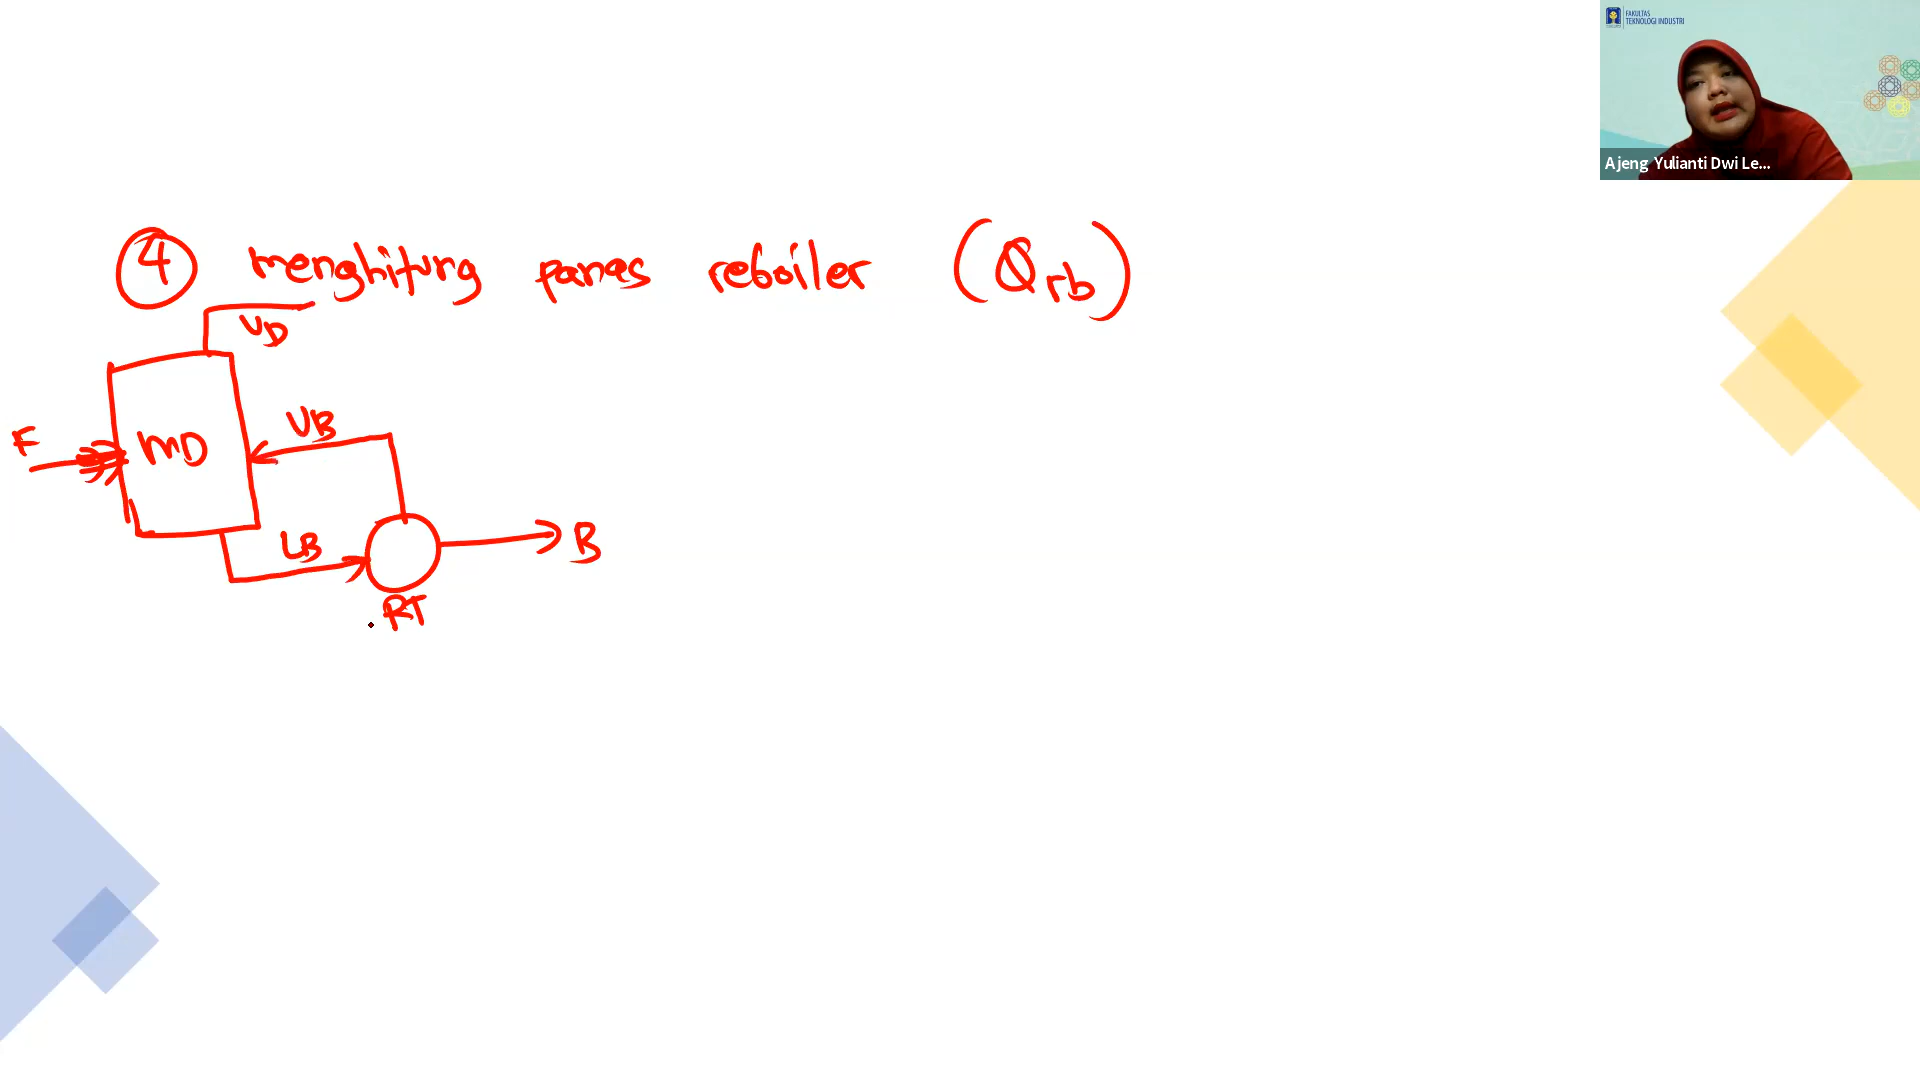 FAKULTAS
TEKNOLOGI INDUSTRI
Ajeng Yulianti Dwi Le...
4 menghitung panas reboiler (Qrb)
VD
F
MD
VB
LB
B
RT